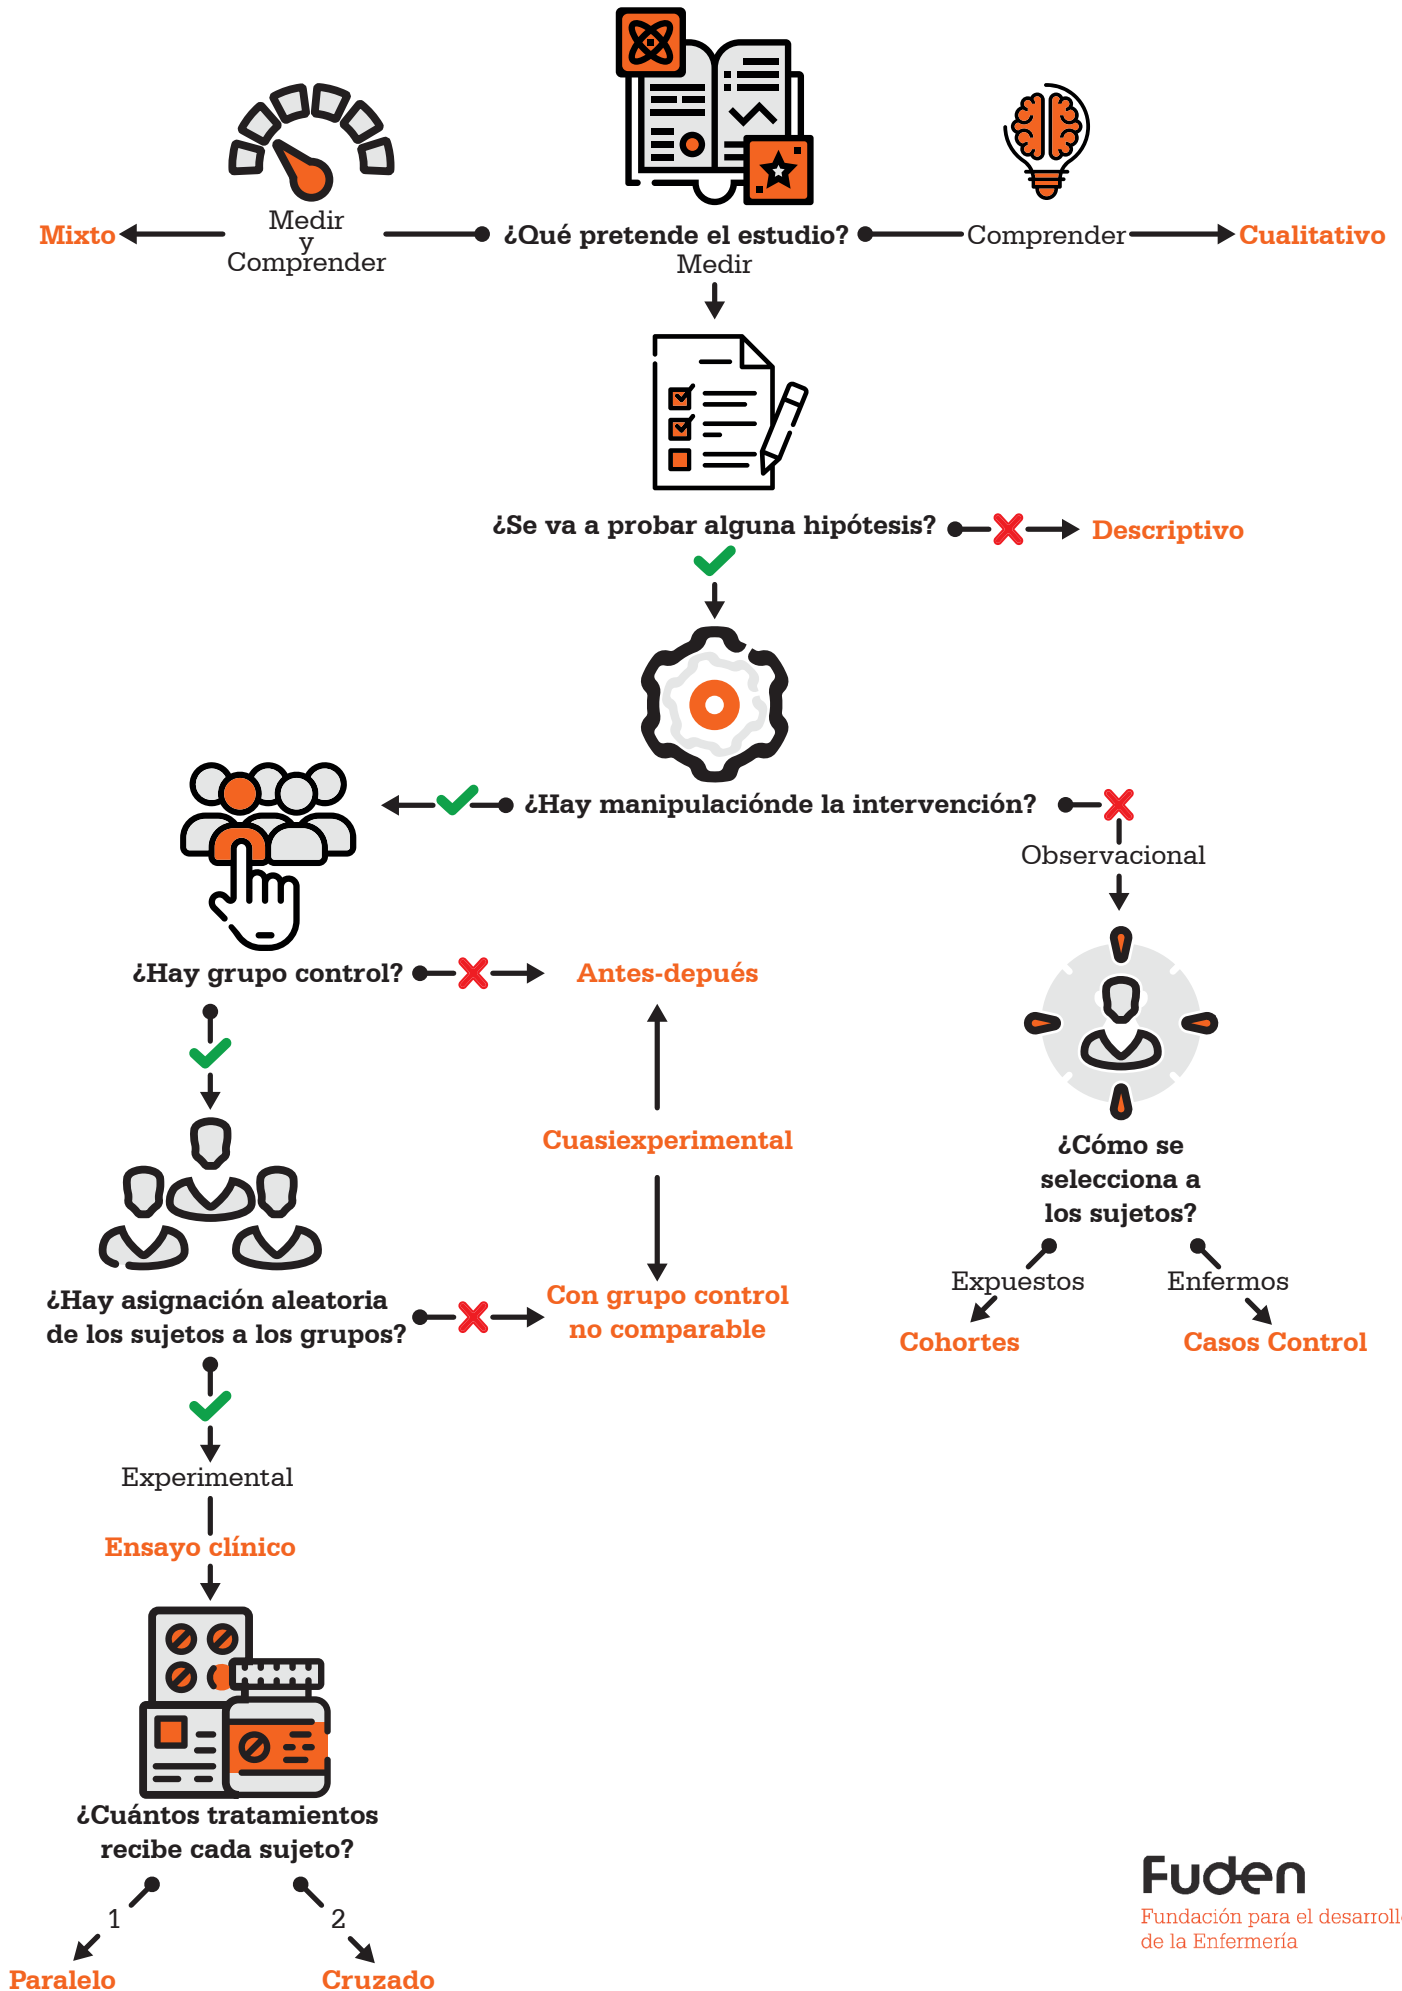 Medir
y
Comprender
Mixto
¿Qué pretende el estudio?
Medir
Comprender
Cualitativo
¿Se va a probar alguna hipótesis?
Descriptivo
¿Hay manipulaciónde la intervención?
Observacional
¿Hay grupo control?
Antes-depués
Cuasiexperimental
¿Cómo se
selecciona a
los sujetos?
Expuestos
Enfermos
Cohortes
Casos Control
¿Hay asignación aleatoria
de los sujetos a los grupos?
Con grupo control
no comparable
Experimental
Ensayo clínico
¿Cuántos tratamientos
recibe cada sujeto?
1
2
Paralelo
Cruzado
Fuden
Fundación para el desarroll
de la Enfermería